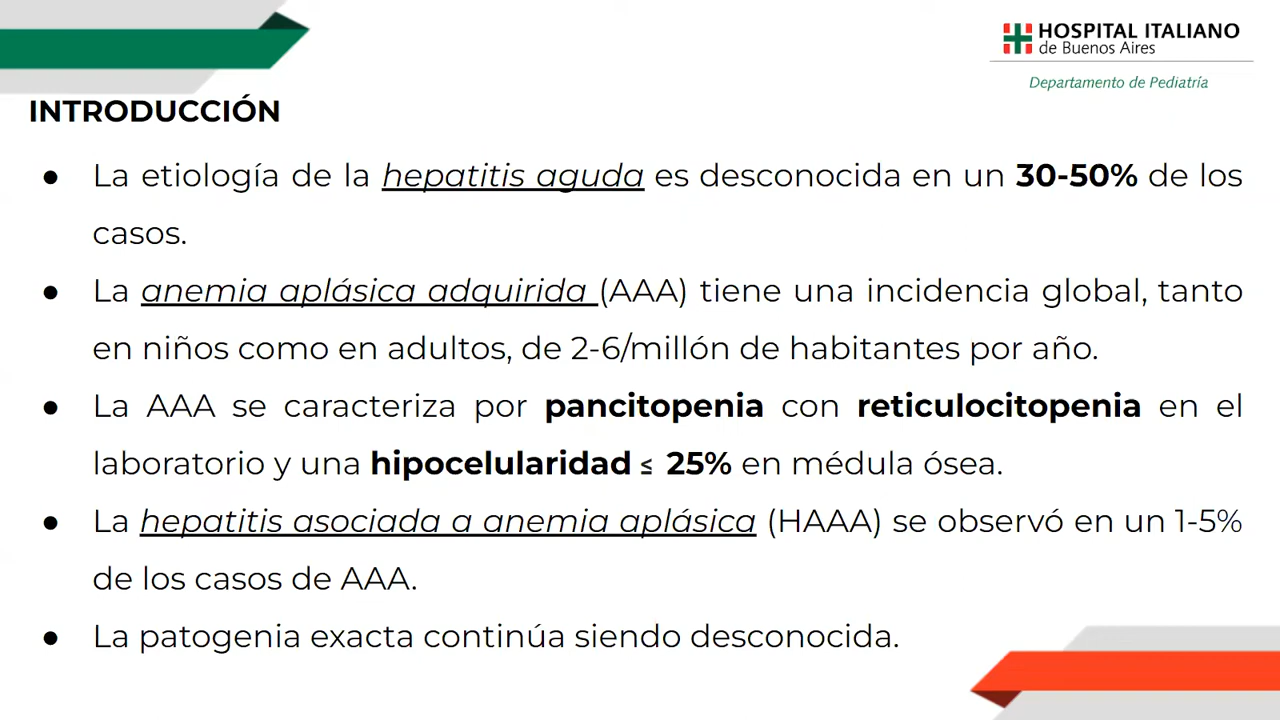 HOSPITAL ITALIANO
de Buenos Aires
Departamento de Pediatría
INTRODUCCIÓN
● La etiología de la hepatitis aguda es desconocida en un 30-50% de los
casos.
● La anemia aplásica adquirida (AAA) tiene una incidencia global, tanto
en niños como en adultos, de 2-6/millón de habitantes por año.
● La AAA se caracteriza por pancitopenia con reticulocitopenia en el
laboratorio y una hipocelularidad ≤ 25% en médula ósea.
● La hepatitis asociada a anemia aplásica (HAAA) se observó en un 1-5%
de los casos de AAA.
● La patogenia exacta continúa siendo desconocida.